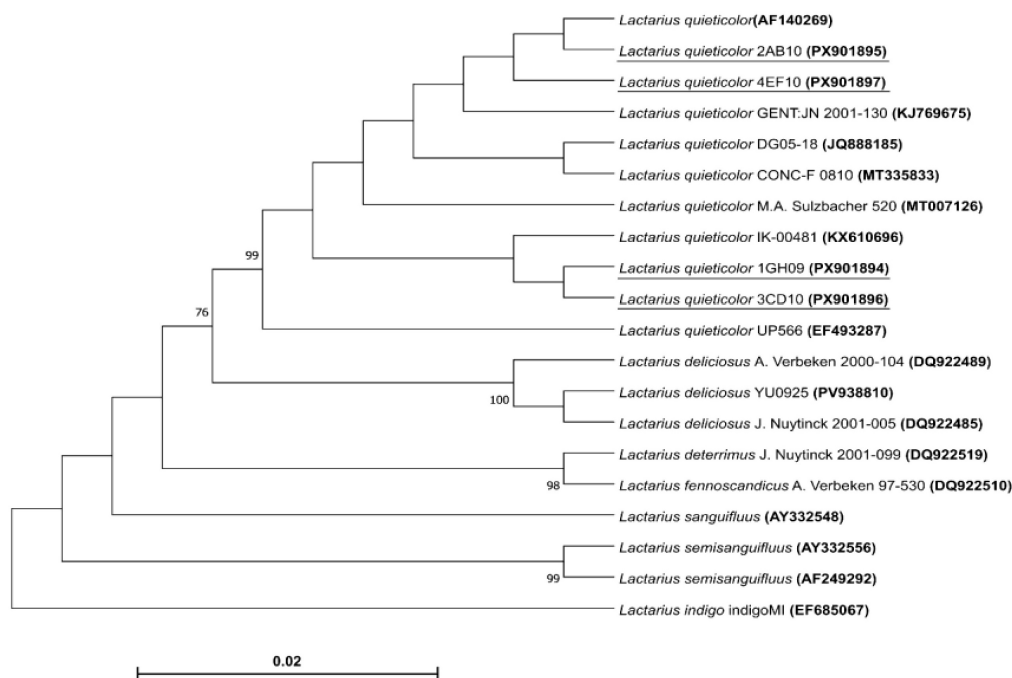 Lactarius quieticolor(AF140269)
Lactarius quieticolor 2AB10 (PX901895)
Lactarius quieticolor 4EF10 (PX901897)
Lactarius quieticolor GENT:JN 2001-130 (KJ769675)
Lactarius quieticolor DG05-18 (JQ888185)
Lactarius quieticolor CONC-F 0810 (MT335833)
Lactarius quieticolor M.A. Sulzbacher 520 (MT007126)
Lactarius quieticolor IK-00481 (KX610696)
99
Lactarius quieticolor 1GH09 (PX901894)
Lactarius quieticolor 3CD10 (PX901896)
76
Lactarius quieticolor UP566 (EF493287)
Lactarius deliciosus A. Verbeken 2000-104 (DQ922489)
Lactarius deliciosus YU0925 (PV938810)
100
Lactarius deliciosus J. Nuytinck 2001-005 (DQ922485)
Lactarius deterrimus J. Nuytinck 2001-099 (DQ922519)
98
Lactarius fennoscandicus A. Verbeken 97-530 (DQ922510)
Lactarius sanguifluus (AY332548)
Lactarius semisanguifluus (AY332556)
99
Lactarius semisanguifluus (AF249292)
Lactarius indigo indigoMI (EF685067)
0.02